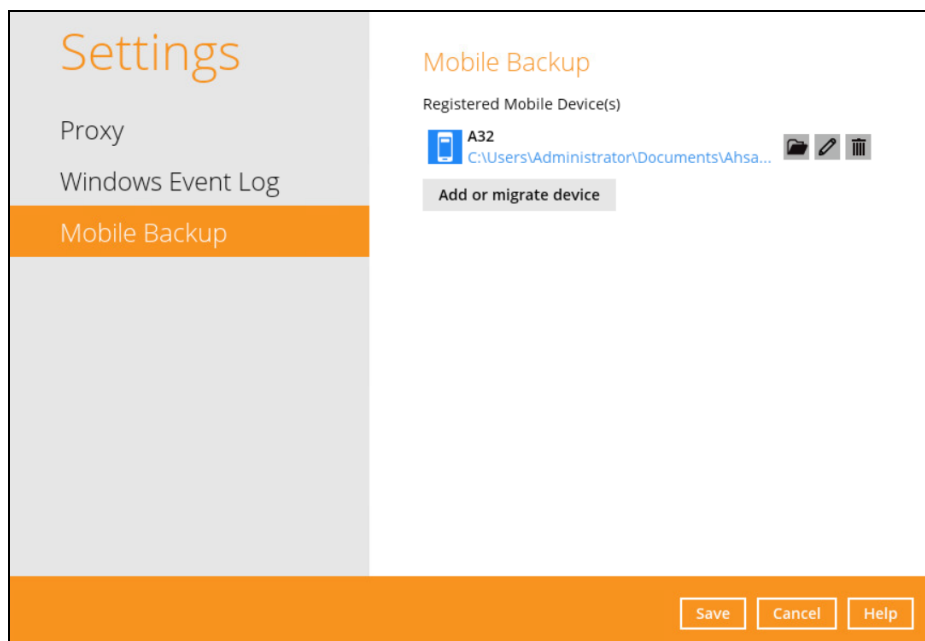 Settings
Proxy
Windows Event Log
Mobile Backup
Mobile Backup
Registered Mobile Device(s)
A32
C:\Users\Administrator\Documents\Ahsa...
Add or migrate device
Save
Cancel
Help